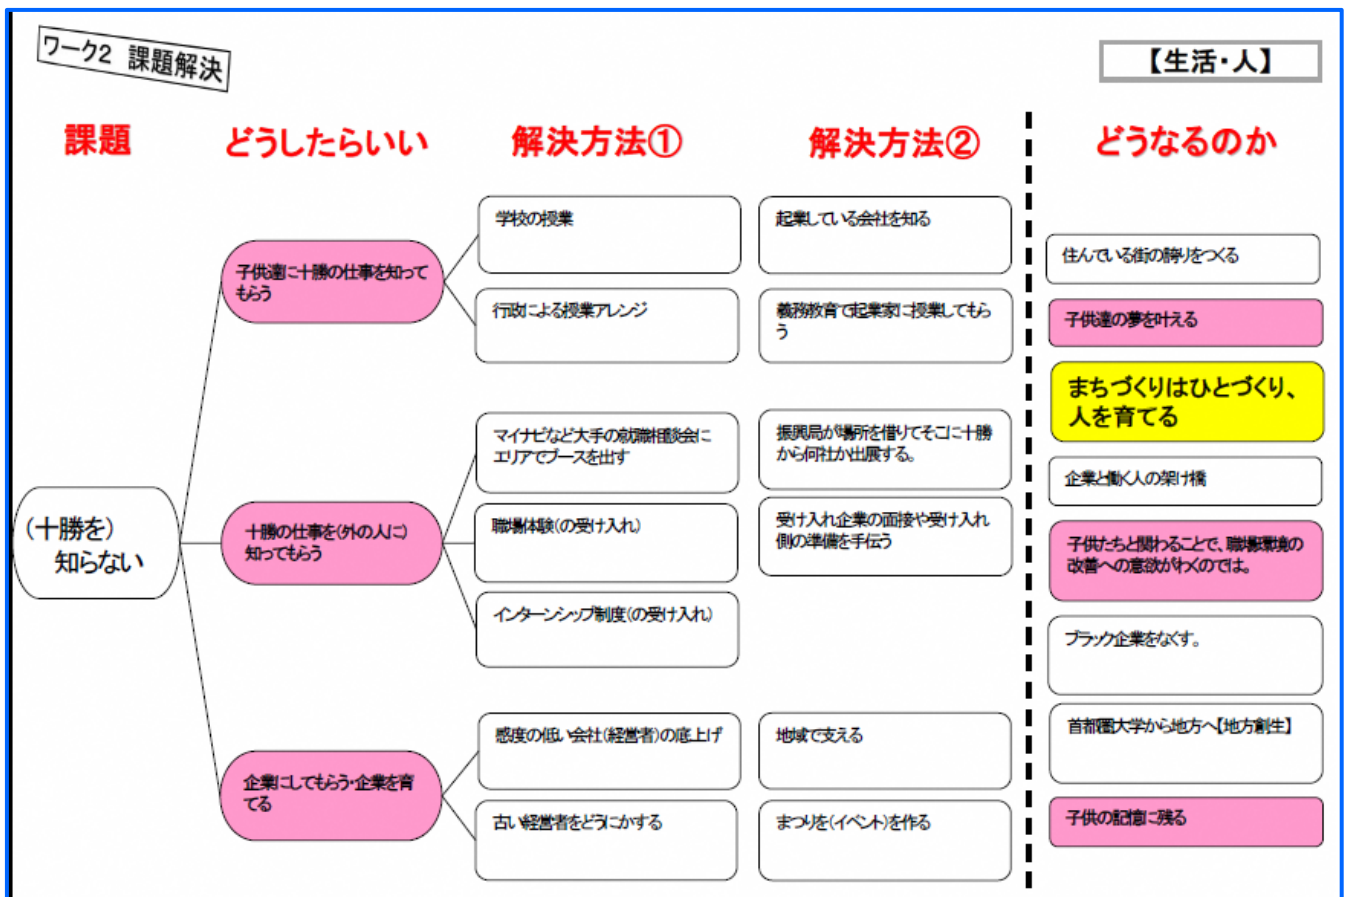 ワーク2 課題解決
【生活・人】
課題
どうしたらいい
解決方法①
解決方法②
どうなるのか
(十勝を)
知らない
子供達に十勝の仕事を知って
もらう
学校の授業
起業している会社を知る
行政による授業アレンジ
義務教育で起業家に授業してもら
う
十勝の仕事を(外の人に)
知ってもらう
マイナビなど大手の就職相談会に
エリアでブースを出す
振興局が場所を借りてそこに十勝
から何社か出展する。
職場体験(の受け入れ)
受け入れ企業の面接や受け入れ
側の準備を手伝う
インターンシップ制度(の受け入れ)
企業にしてもらう・企業を育
てる
感度の低い会社(経営者)の底上げ
地域で支える
古い経営者をどうにかする
まつりを(イベント)を作る
住んでいる街の誇りをつくる
子供達の夢を叶える
まちづくりはひとづくり、
人を育てる
企業と働く人の架け橋
子供たちと関わることで、職場環境の
改善への意欲がわくのでは。
ブラック企業をなくす。
首都圏大学から地方へ【地方創生】
子供の記憶に残る